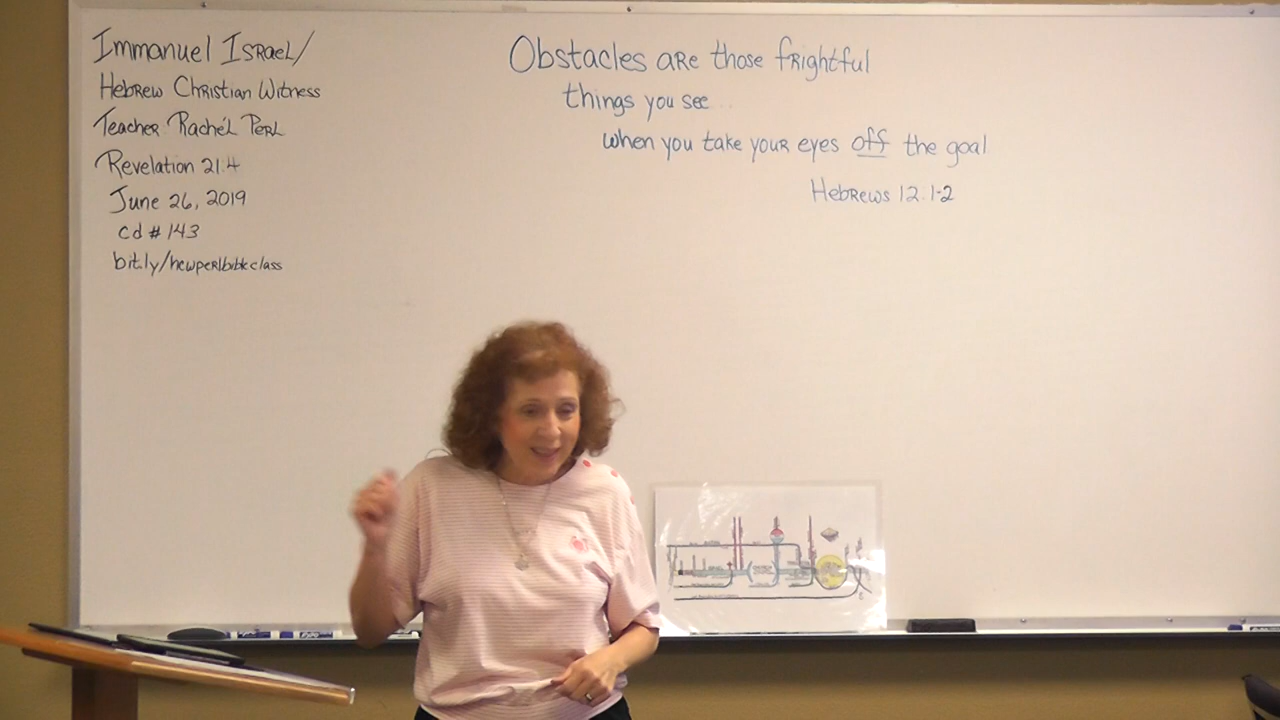 Immanuel Israel/
Hebrew Christian Witness
Teacher Rachel Perl
Revelation 21.4
June 26, 2019
cd # 143
bit.ly/newperlbibleclass
Obstacles are those frightful
things you see...
when you take your eyes off the goal
Hebrews 12.1-2
EXPO